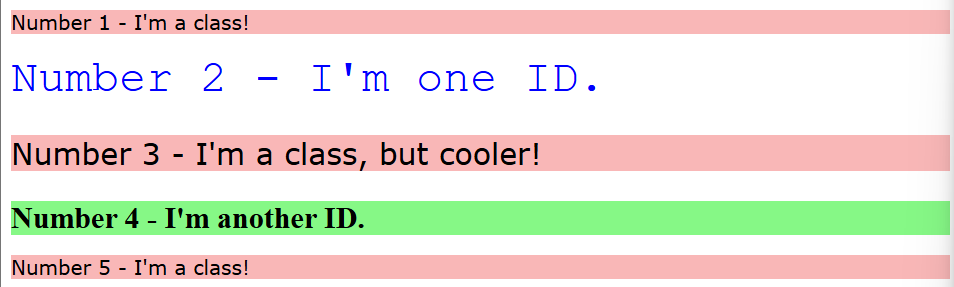 Number 1 - I'm a class!
Number 2 - I'm one ID.
Number 3 - I'm a class, but cooler!
Number 4 - I'm another ID.
Number 5 - I'm a class!